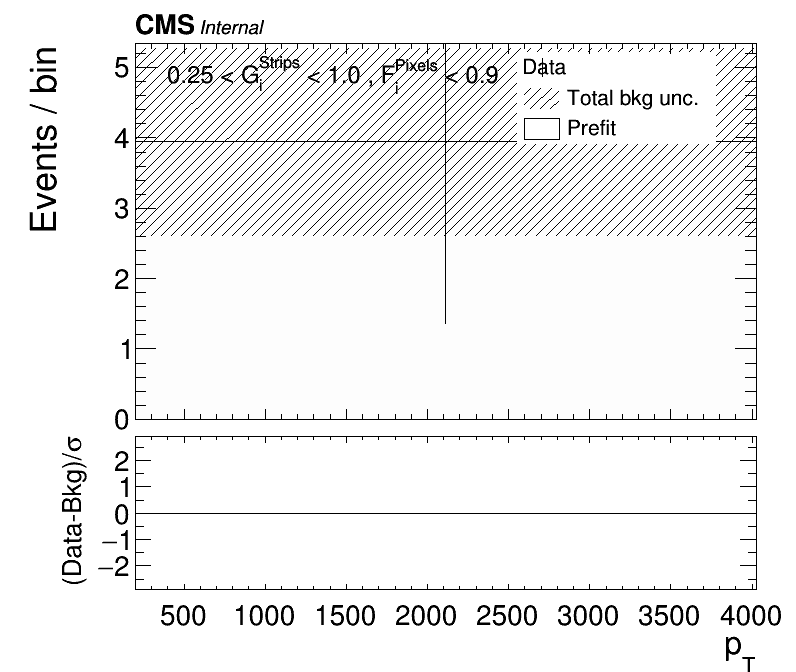 CMS Internal
Events / bin
5
4
3
2
1
0
0.25 < G_i^Strips < 1.0 , F_i^Pixels < 0.9
Data
Total bkg unc.
Prefit
(Data-Bkg)/σ
2
1
0
−1
−2
500 1000 1500 2000 2500 3000 3500 4000
p_T